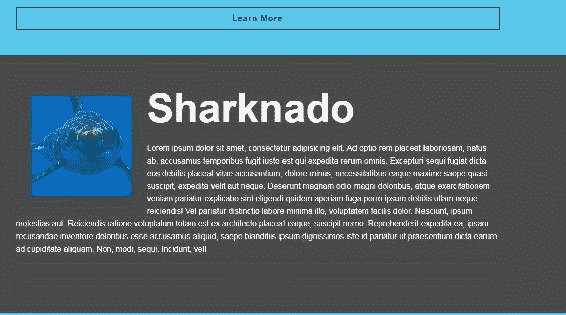 Learn More
Sharknado
Lorem ipsum dolor sit amet, consectetur adipisicing elit. Ad optio rem placeat laboriosam, natus
ab, accusamus temporibus fugit iusto est qui expedita rerum omnis. Excepturi sequi fugiat dicta
eos debitis placeat vitae accusantium, dolore minus, necessitatibus eaque maxime saepe quasi
suscipit, expedita velit aut neque. Deserunt magnam odio magni doloribus, atque exercitationem
veniam pariatur explicabo sint eligendi quidem aperiam fuga porro ipsum debitis ullam neque
reiciendis! Vel pariatur distinctio labore minima illo, voluptatem facilis dolor. Nesciunt, ipsum
molestias aut. Reiciendis ratione voluptatum totam est ex architecto placeat eaque, suscipit nemo. Reprehenderit expedita ea, ipsam
recusandae inventore doloribus esse accusamus aliquid, saepe blanditiis ipsum dignissimos iste id pariatur ut praesentium dicta earum
ad cupiditate aliquam. Non, modi, sequi. Incidunt, vel!